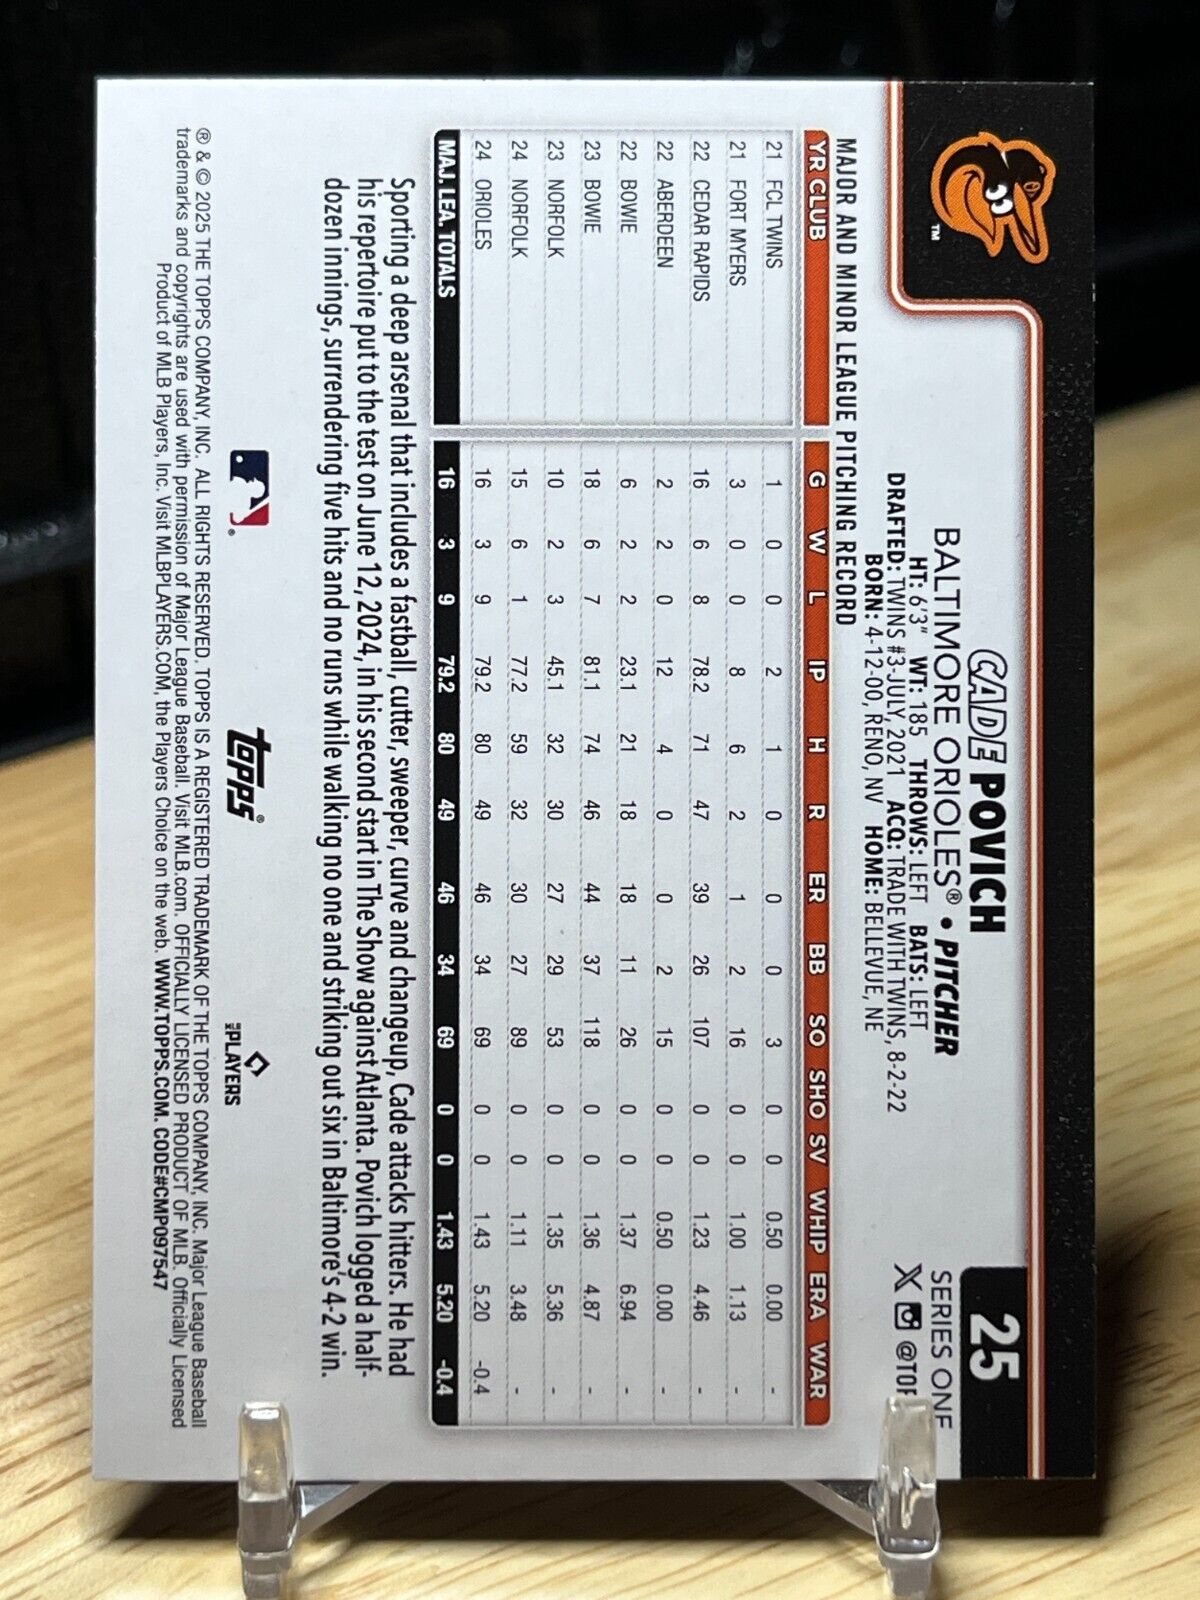 25
SERIES ONE
CADE POVICH
BALTIMORE ORIOLES® • PITCHER
HT: 6'3" WT: 185 THROWS: LEFT BATS: LEFT
DRAFTED: TWINS #3-JULY, 2021 ACQ: TRADE WITH TWINS, 8-2-22
BORN: 4-12-00, RENO, NV HOME: BELLEVUE, NE
™
MAJOR AND MINOR LEAGUE PITCHING RECORD
YR CLUB G W L IP H R ER BB SO SHO SV WHIP ERA WAR
21 FCL TWINS 1 0 0 2 1 0 0 0 3 0 0 0.50 0.00 -
21 FORT MYERS 3 0 0 8 6 2 1 2 16 0 0 1.00 1.13 -
22 CEDAR RAPIDS 16 6 8 78.2 71 47 39 26 107 0 0 1.23 4.46 -
22 ABERDEEN 2 2 0 12 4 0 0 2 15 0 0 0.50 0.00 -
22 BOWIE 6 2 2 23.1 21 18 18 11 26 0 0 1.37 6.94 -
23 BOWIE 18 6 7 81.1 74 46 44 37 118 0 0 1.36 4.87 -
23 NORFOLK 10 2 3 45.1 32 30 27 29 53 0 0 1.35 5.36 -
24 NORFOLK 15 6 1 77.2 59 32 30 27 89 0 0 1.11 3.48 -
24 ORIOLES 16 3 9 79.2 80 49 46 34 69 0 0 1.43 5.20 -0.4
MAJ. LEA. TOTALS 16 3 9 79.2 80 49 46 34 69 0 0 1.43 5.20 -0.4
Sporting a deep arsenal that includes a fastball, cutter, sweeper, curve and changeup, Cade attacks hitters. He had
his repertoire put to the test on June 12, 2024, in his second start in The Show against Atlanta. Povich logged a half-
dozen innings, surrendering five hits and no runs while walking no one and striking out six in Baltimore's 4-2 win.
topps®
PLAYERS
® & © 2025 THE TOPPS COMPANY, INC. ALL RIGHTS RESERVED. TOPPS IS A REGISTERED TRADEMARK OF THE TOPPS COMPANY, INC. Major League Baseball
trademarks and copyrights are used with permission of Major League Baseball. Visit MLB.com. OFFICIALLY LICENSED PRODUCT OF MLB. Officially Licensed
Product of MLB Players, Inc. Visit MLBPLAYERS.COM, the Players Choice on the web. WWW.TOPPS.COM. CODE#CMP097547